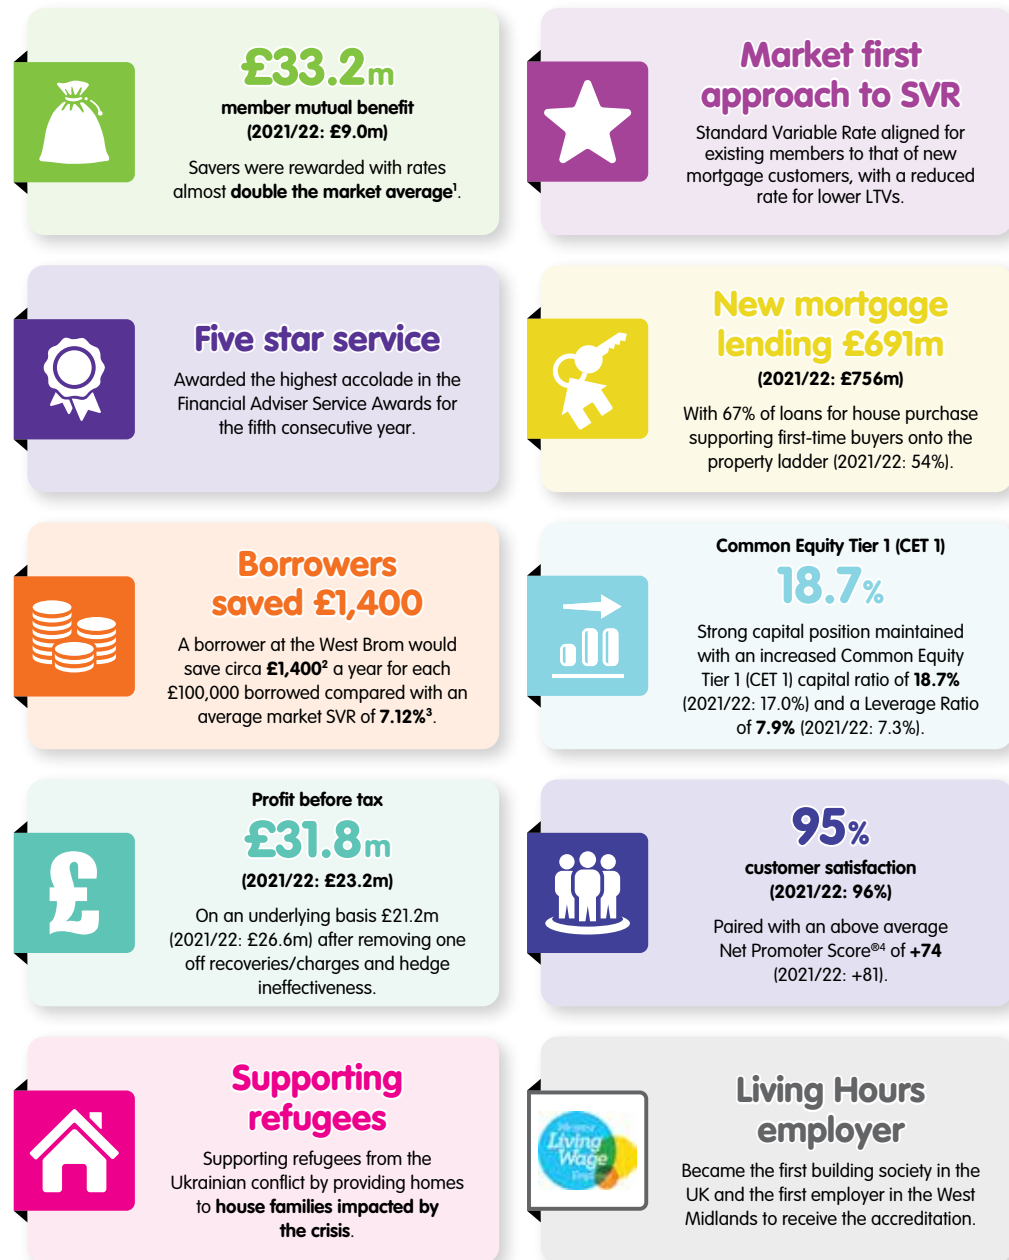 £33.2m
member mutual benefit
(2021/22: £9.0m)
Savers were rewarded with rates
almost double the market average¹.
Market first
approach to SVR
Standard Variable Rate aligned for
existing members to that of new
mortgage customers, with a reduced
rate for lower LTVs.
Five star service
Awarded the highest accolade in the
Financial Adviser Service Awards for
the fifth consecutive year.
New mortgage
lending £691m
(2021/22: £756m)
With 67% of loans for house purchase
supporting first-time buyers onto the
property ladder (2021/22: 54%).
Borrowers
saved £1,400
A borrower at the West Brom would
save circa £1,400² a year for each
£100,000 borrowed compared with an
average market SVR of 7.12%³.
Common Equity Tier 1 (CET 1)
18.7%
Strong capital position maintained
with an increased Common Equity
Tier 1 (CET 1) capital ratio of 18.7%
(2021/22: 17.0%) and a Leverage Ratio
of 7.9% (2021/22: 7.3%).
Profit before tax
£31.8m
(2021/22: £23.2m)
On an underlying basis £21.2m
(2021/22: £26.6m) after removing one
off recoveries/charges and hedge
ineffectiveness.
95%
customer satisfaction
(2021/22: 96%)
Paired with an above average
Net Promoter Score®⁴ of +74
(2021/22: +81).
Supporting
refugees
Supporting refugees from the
Ukrainian conflict by providing homes
to house families impacted by
the crisis.
Living
Wage
Living Hours
employer
Became the first building society in the
UK and the first employer in the West
Midlands to receive the accreditation.